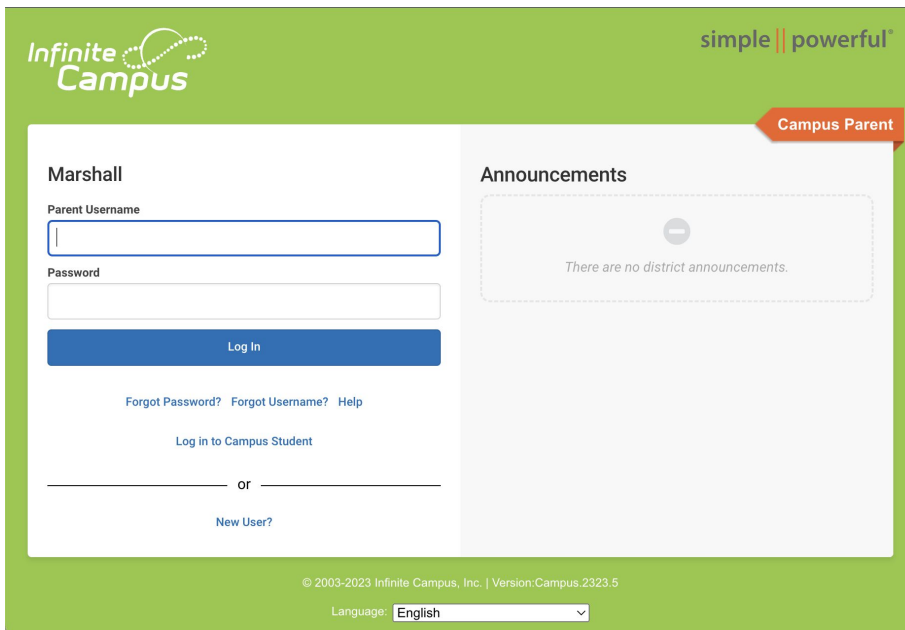 Infinite
Campus
simple || powerful®
Campus Parent
Marshall
Parent Username
Password
Log In
Forgot Password? Forgot Username? Help
Log in to Campus Student
or
New User?
Announcements
There are no district announcements.
© 2003-2023 Infinite Campus, Inc. | Version:Campus.2323.5
Language: English